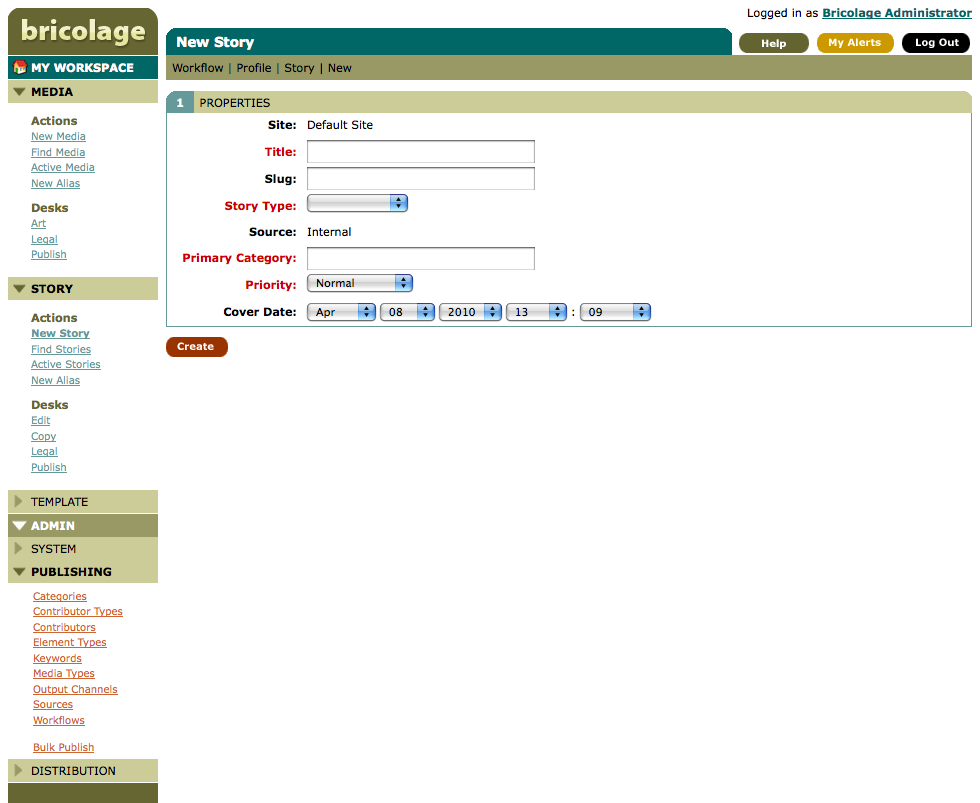 Logged in as Bricolage Administrator
bricolage
New Story
Help
My Alerts
Log Out
Workflow | Profile | Story | New
MY WORKSPACE
MEDIA
Actions
New Media
Find Media
Active Media
New Alias
Desks
Art
Legal
Publish
STORY
Actions
New Story
Find Stories
Active Stories
New Alias
Desks
Edit
Copy
Legal
Publish
TEMPLATE
ADMIN
SYSTEM
PUBLISHING
Categories
Contributor Types
Contributors
Element Types
Keywords
Media Types
Output Channels
Sources
Workflows
Bulk Publish
DISTRIBUTION
1 PROPERTIES
Site: Default Site
Title:
Slug:
Story Type:
Source: Internal
Primary Category:
Priority: Normal
Cover Date: Apr 08 2010 13 : 09
Create